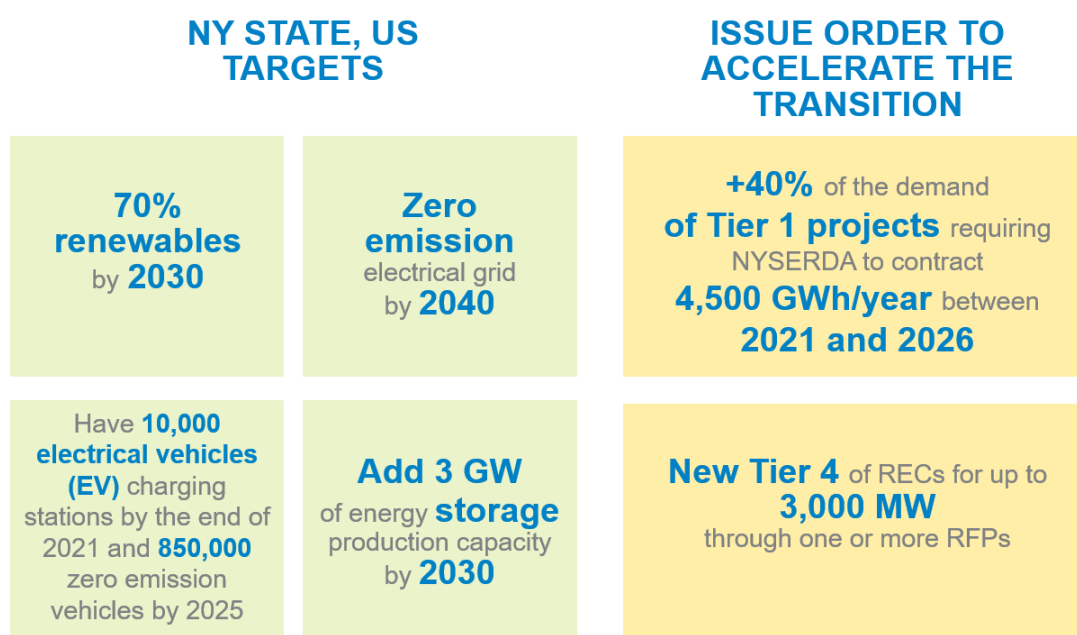 NY STATE, US
TARGETS
ISSUE ORDER TO
ACCELERATE THE
TRANSITION
70%
renewables
by 2030
Zero
emission
electrical grid
by 2040
+40% of the demand
of Tier 1 projects requiring
NYSERDA to contract
4,500 GWh/year between
2021 and 2026
Have 10,000
electrical vehicles
(EV) charging
stations by the end of
2021 and 850,000
zero emission
vehicles by 2025
Add 3 GW
of energy storage
production capacity
by 2030
New Tier 4 of RECs for up to
3,000 MW
through one or more RFPs